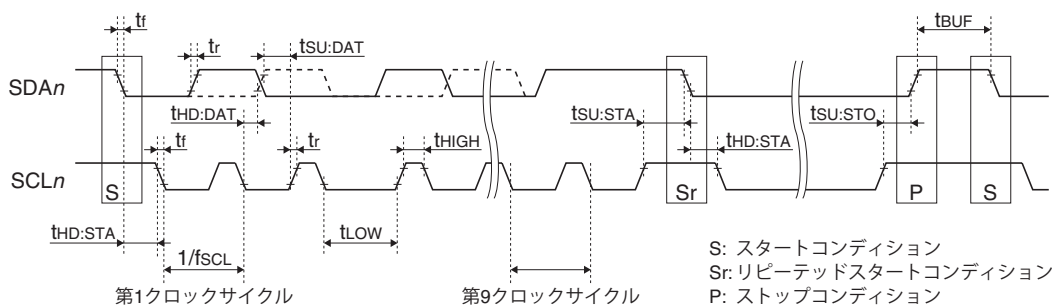 tf
tr
tSU:DAT
tBUF
SDAn
tHD:DAT
tSU:STA
tSU:STO
tf
tr
tHIGH
tHD:STA
SCLn
S
Sr
P
S
tHD:STA
tLOW
1/fSCL
S: スタートコンディション
Sr: リピーテッドスタートコンディション
P: ストップコンディション
第1クロックサイクル
第9クロックサイクル